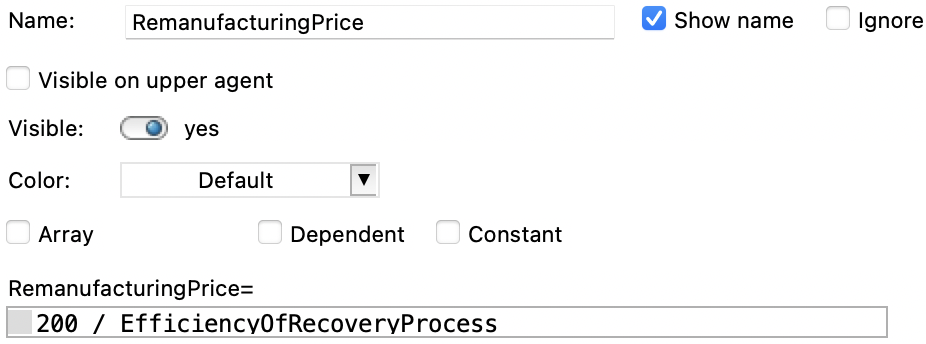 Name: RemanufacturingPrice Show name Ignore
Visible on upper agent
Visible: yes
Color: Default
Array Dependent Constant
RemanufacturingPrice=
200 / EfficiencyOfRecoveryProcess